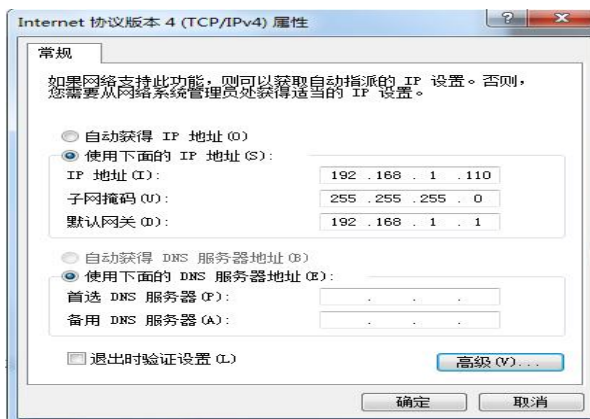 Internet 协议版本 4 (TCP/IPv4) 属性
常规
如果网络支持此功能，则可以获取自动指派的 IP 设置。否则，
您需要从网络系统管理员处获得适当的 IP 设置。
自动获得 IP 地址(O)
使用下面的 IP 地址(S):
IP 地址(I): 192 .168 . 1 .110
子网掩码(U): 255 .255 .255 . 0
默认网关(D): 192 .168 . 1 . 1
自动获得 DNS 服务器地址(B)
使用下面的 DNS 服务器地址(E):
首选 DNS 服务器(P): . . .
备用 DNS 服务器(A): . . .
退出时验证设置(L)
高级(V)...
确定 取消